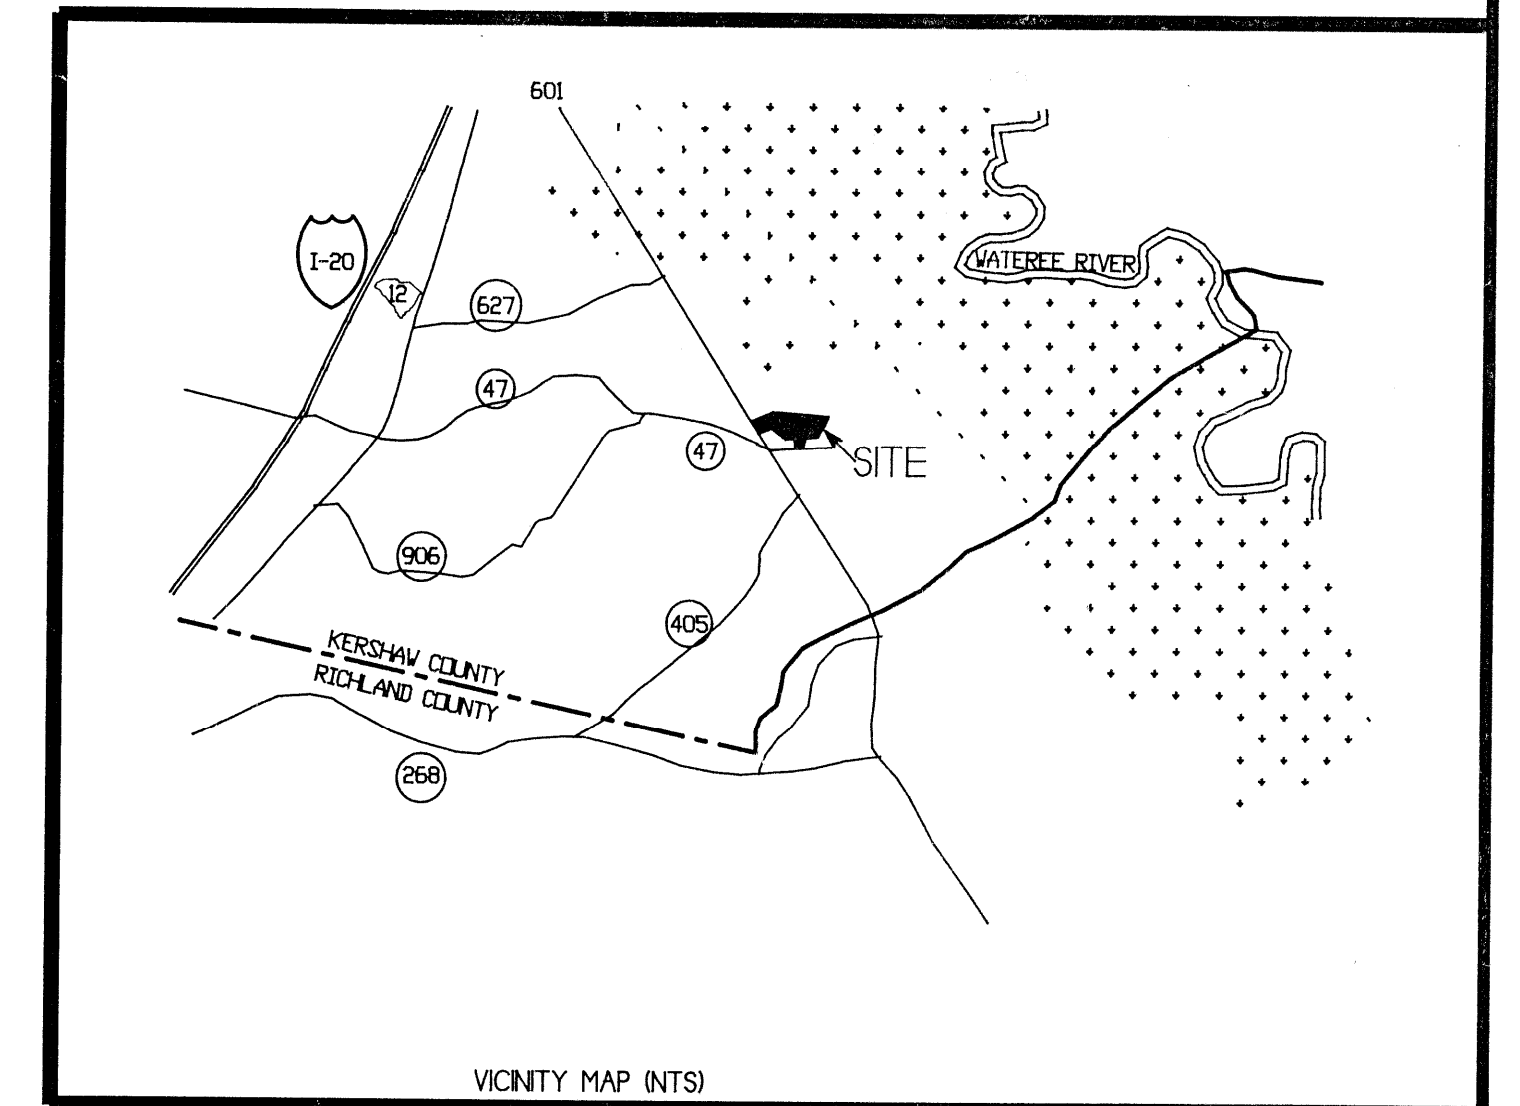 601
WATEREE RIVER
I-20
12
627
47
47
SITE
906
405
KERSHAW COUNTY
RICHLAND COUNTY
268
VICINITY MAP (NTS)